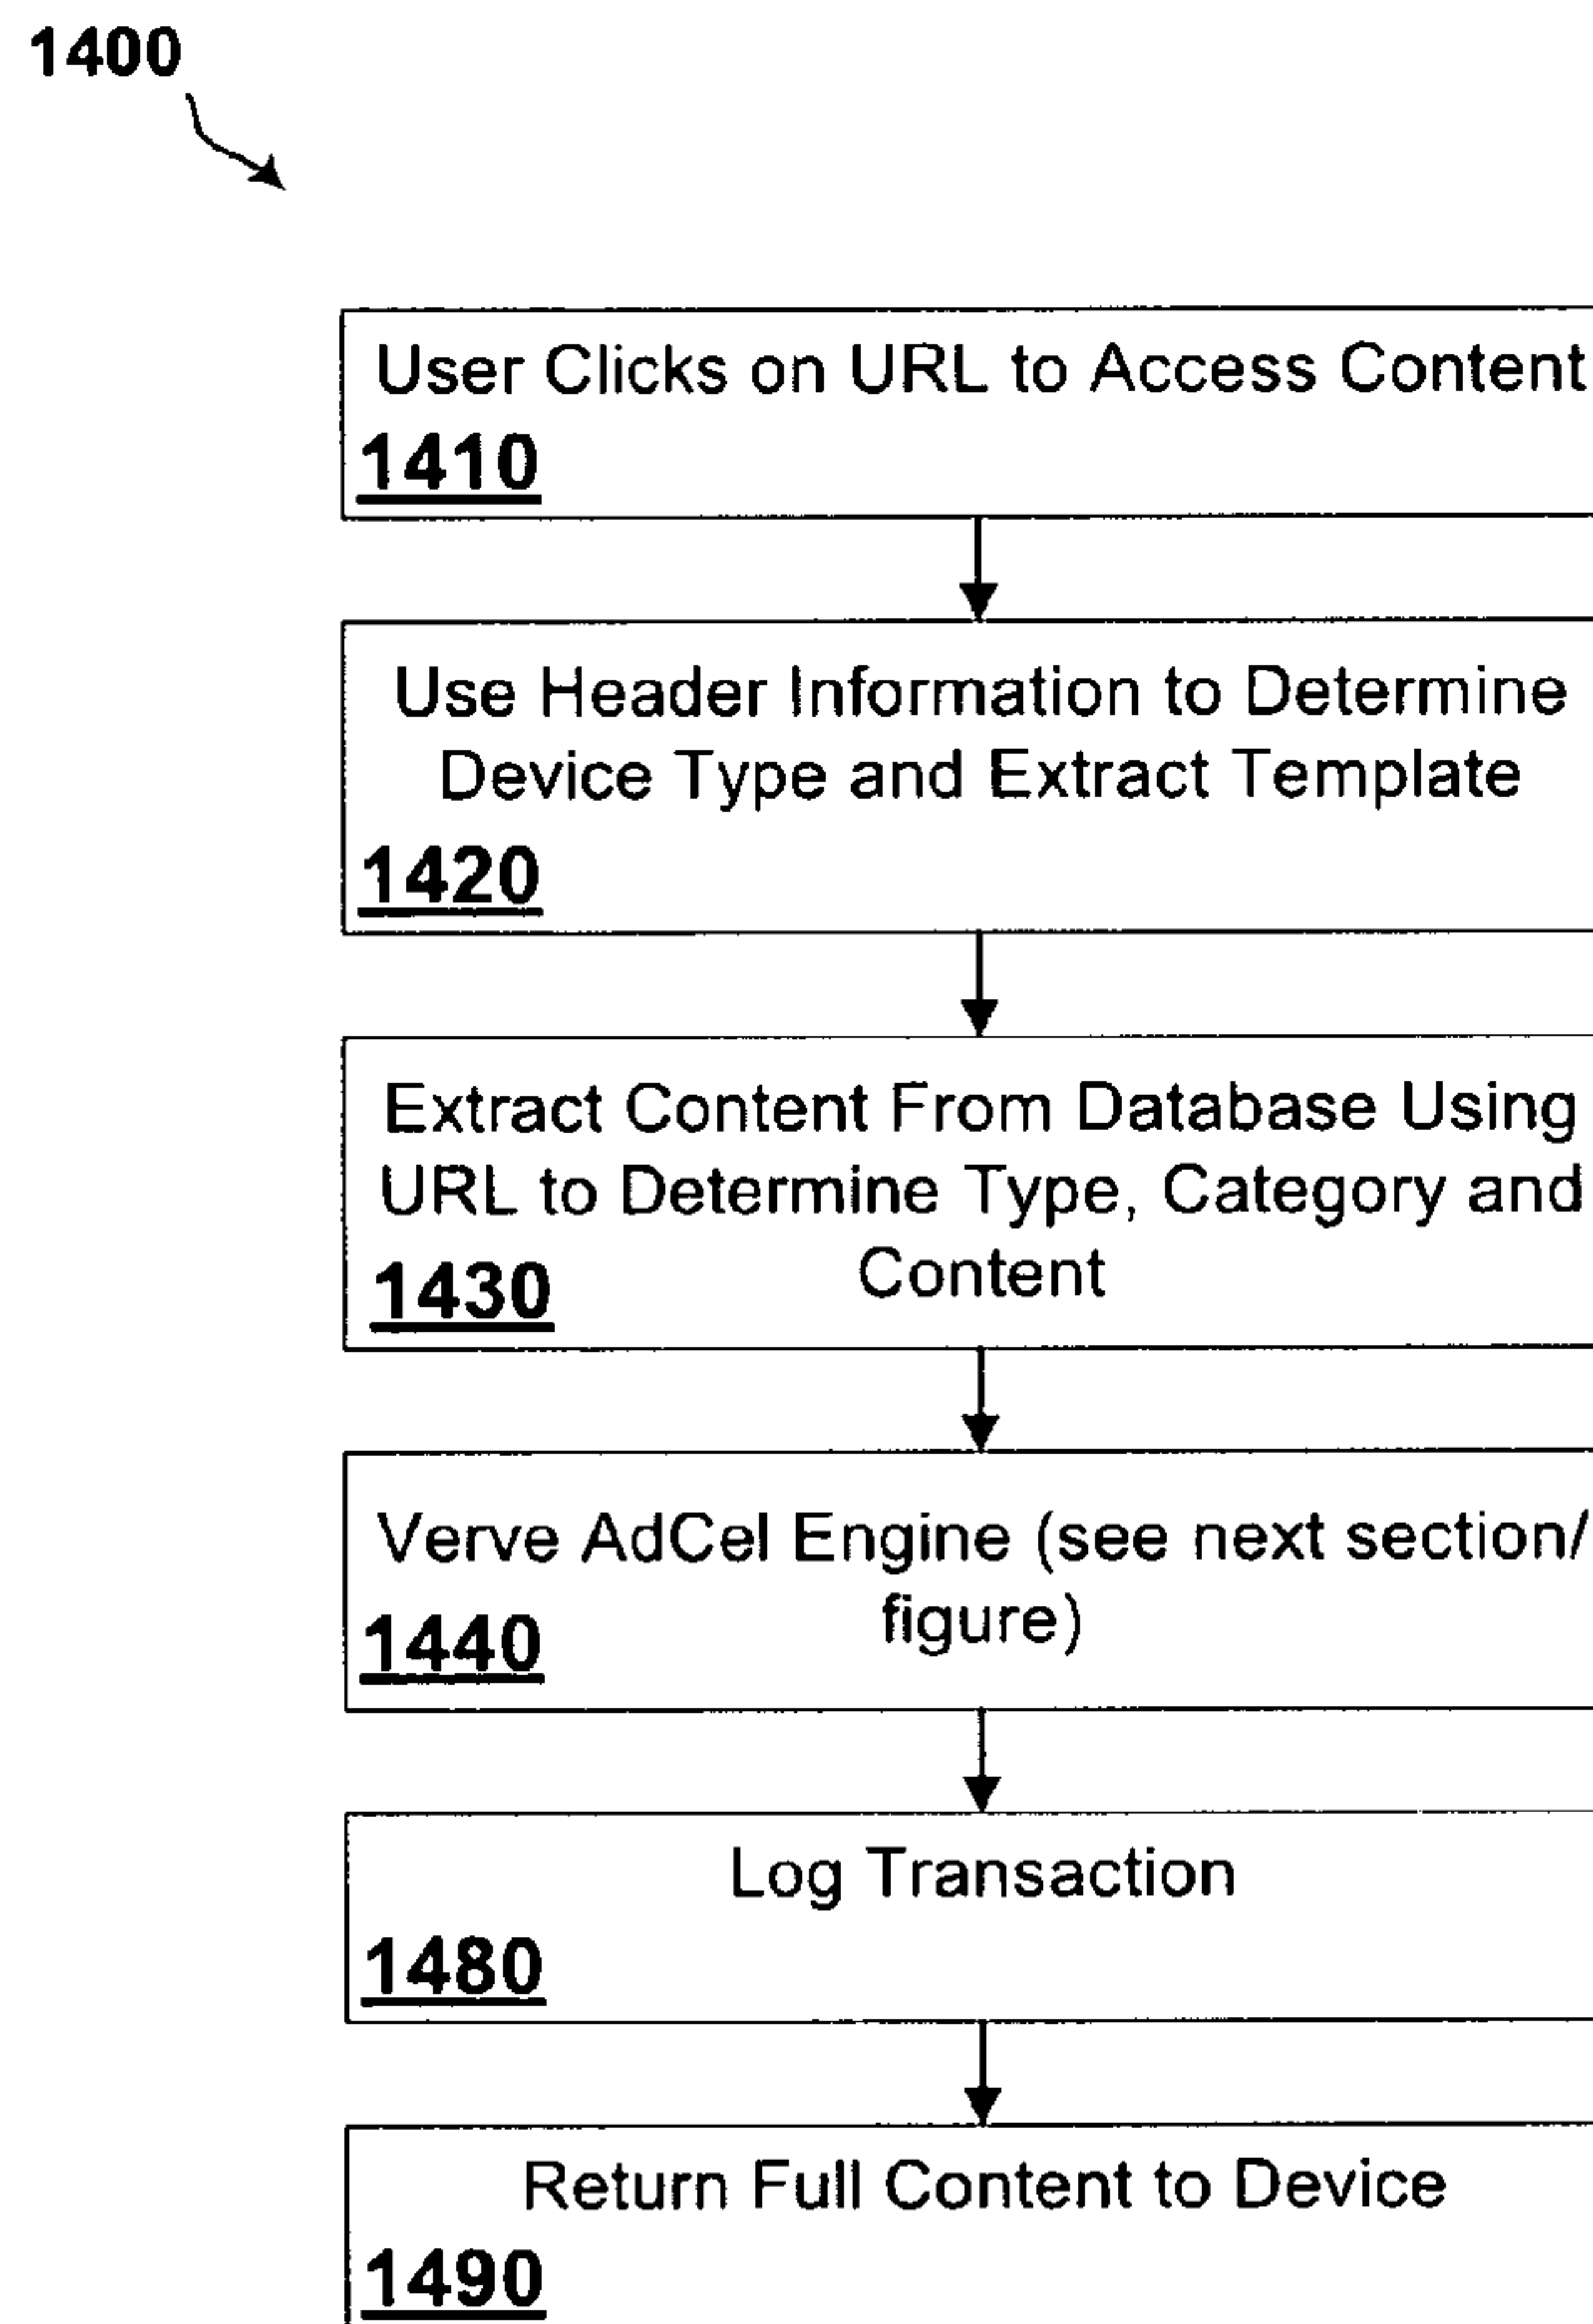 1400
User Clicks on URL to Access Content
1410
Use Header Information to Determine
Device Type and Extract Template
1420
Extract Content From Database Using
URL to Determine Type, Category and
Content
1430
Verve AdCel Engine (see next section/
figure)
1440
Log Transaction
1480
Return Full Content to Device
1490